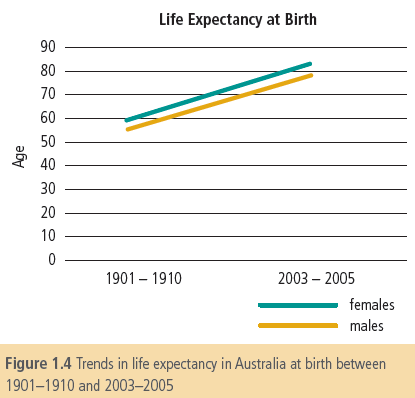 Life Expectancy at Birth
90
80
70
60
50
40
30
20
10
0
Age
1901 – 1910
2003 – 2005
females
males
Figure 1.4 Trends in life expectancy in Australia at birth between
1901–1910 and 2003–2005